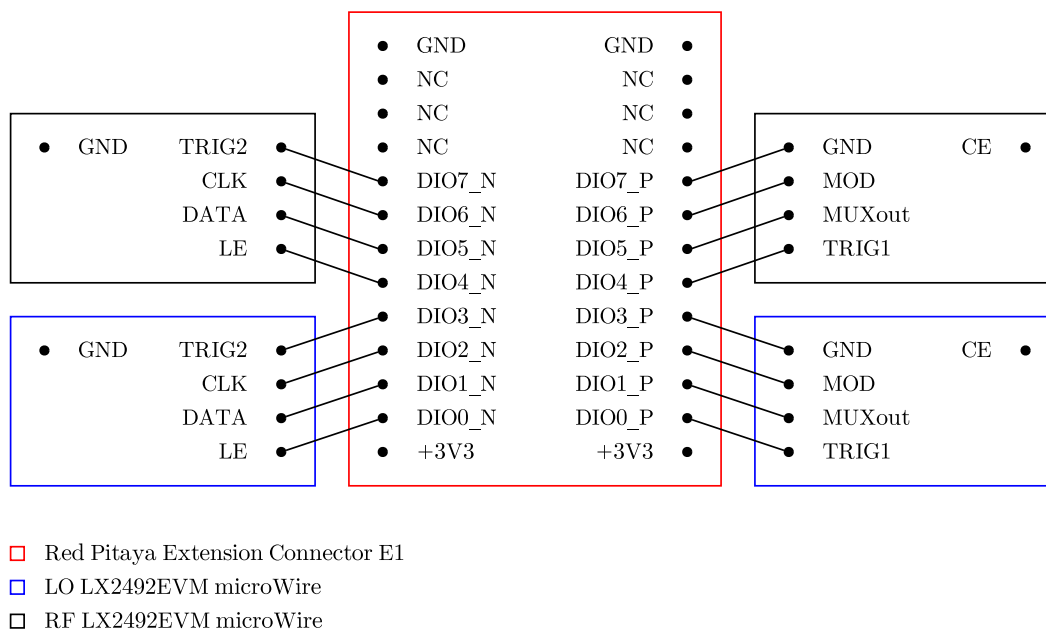 GND GND
NC NC
NC NC
GND TRIG2 NC NC GND CE
CLK DIO7_N DIO7_P MOD
DATA DIO6_N DIO6_P MUXout
LE DIO5_N DIO5_P TRIG1
DIO4_N DIO4_P
DIO3_N DIO3_P
GND TRIG2 DIO2_N DIO2_P GND CE
CLK DIO1_N DIO1_P MOD
DATA DIO0_N DIO0_P MUXout
LE +3V3 +3V3 TRIG1
Red Pitaya Extension Connector E1
LO LX2492EVM microWire
RF LX2492EVM microWire